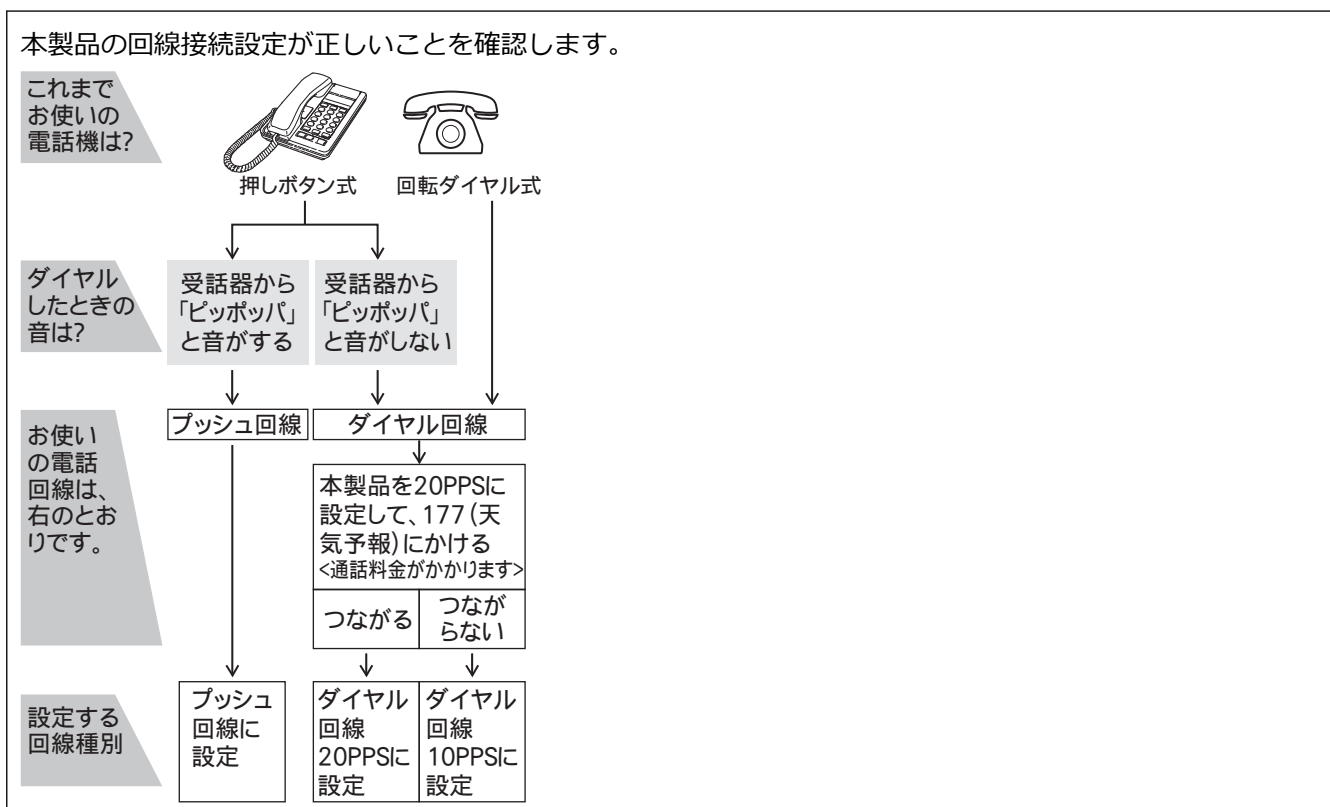 本製品の回線接続設定が正しいことを確認します。
これまで
お使いの
電話機は?
押しボタン式
回転ダイヤル式
ダイヤル
したときの
音は?
受話器から
「ピッポッパ」
と音がする
受話器から
「ピッポッパ」
と音がしない
お使い
の電話
回線は、
右のとお
りです。
プッシュ回線
ダイヤル回線
本製品を20PPSに
設定して、177(天
気予報)にかける
<通話料金がかかります>
つながる
つなが
らない
設定する
回線種別
プッシュ
回線に
設定
ダイヤル
回線
20PPSに
設定
ダイヤル
回線
10PPSに
設定